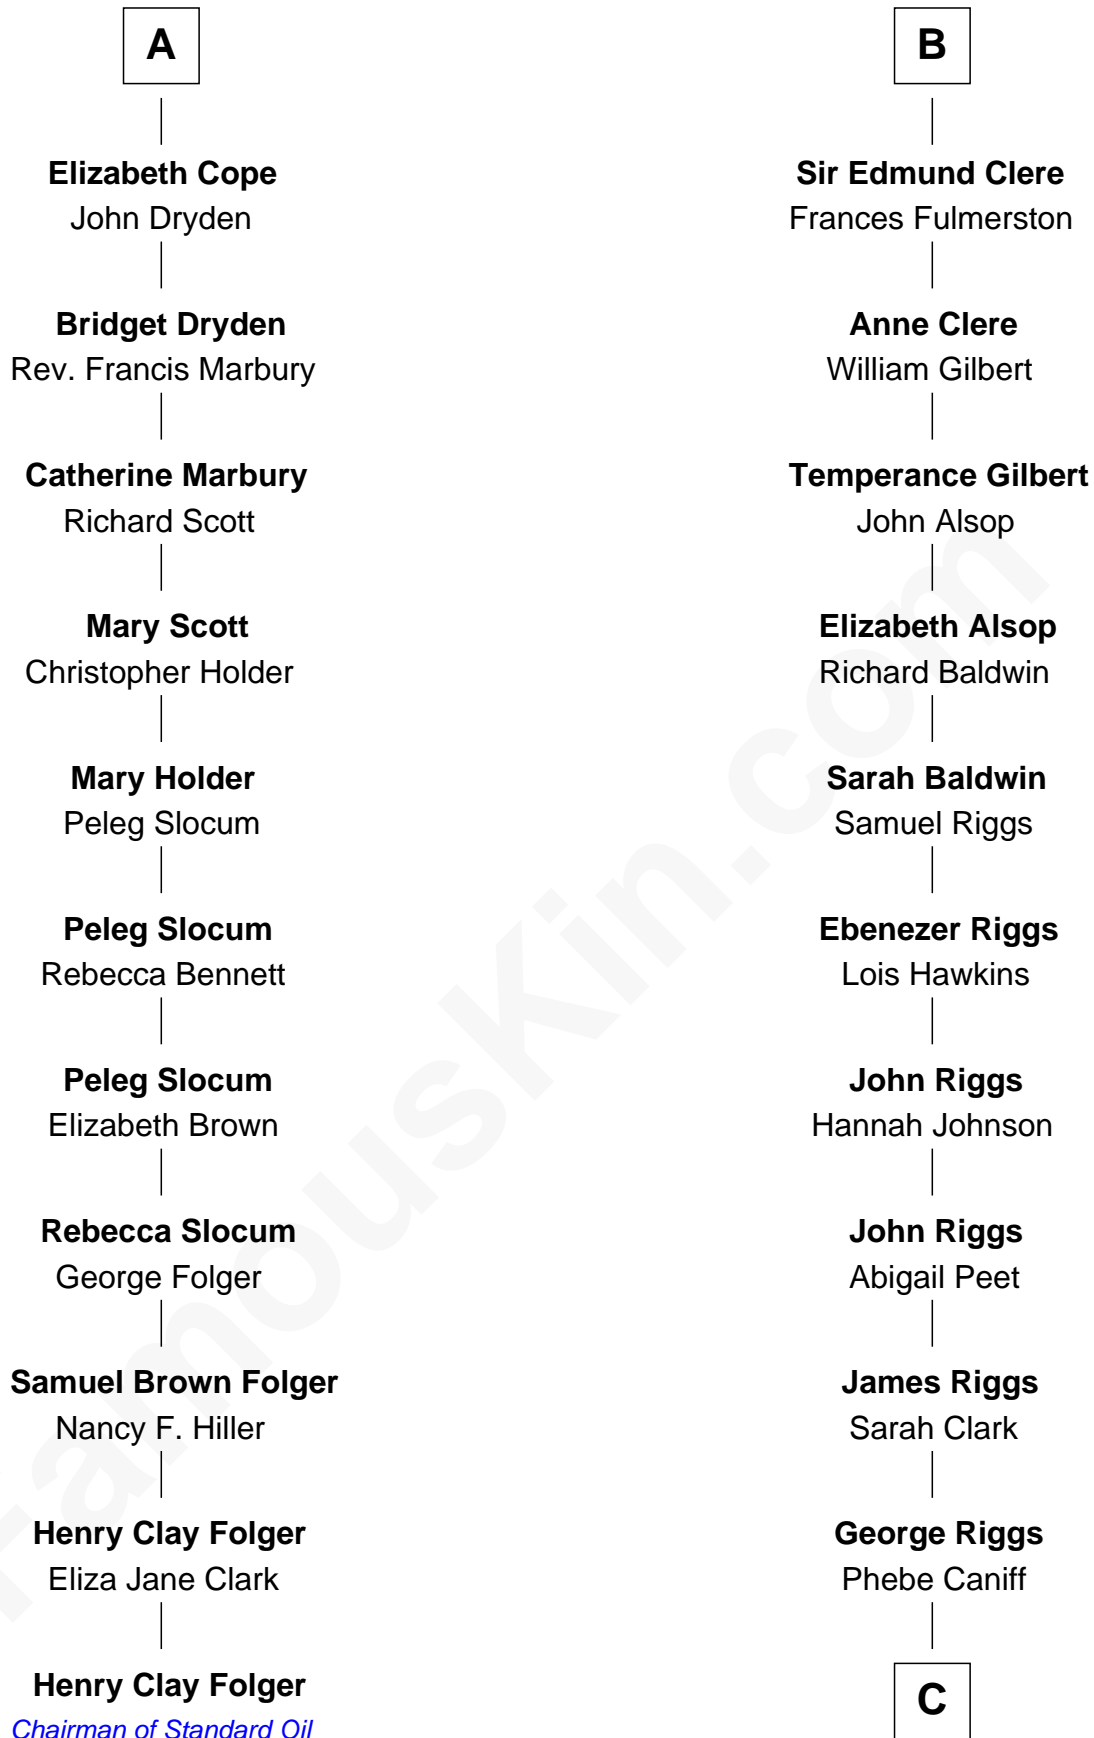 A
Elizabeth Cope
John Dryden
Bridget Dryden
Rev. Francis Marbury
Catherine Marbury
Richard Scott
Mary Scott
Christopher Holder
Mary Holder
Peleg Slocum
Peleg Slocum
Rebecca Bennett
Peleg Slocum
Elizabeth Brown
Rebecca Slocum
George Folger
Samuel Brown Folger
Nancy F. Hiller
Henry Clay Folger
Eliza Jane Clark
Henry Clay Folger
Chairman of Standard Oil
B
Sir Edmund Clere
Frances Fulmerston
Anne Clere
William Gilbert
Temperance Gilbert
John Alsop
Elizabeth Alsop
Richard Baldwin
Sarah Baldwin
Samuel Riggs
Ebenezer Riggs
Lois Hawkins
John Riggs
Hannah Johnson
John Riggs
Abigail Peet
James Riggs
Sarah Clark
George Riggs
Phebe Caniff
C
FamousKin.com